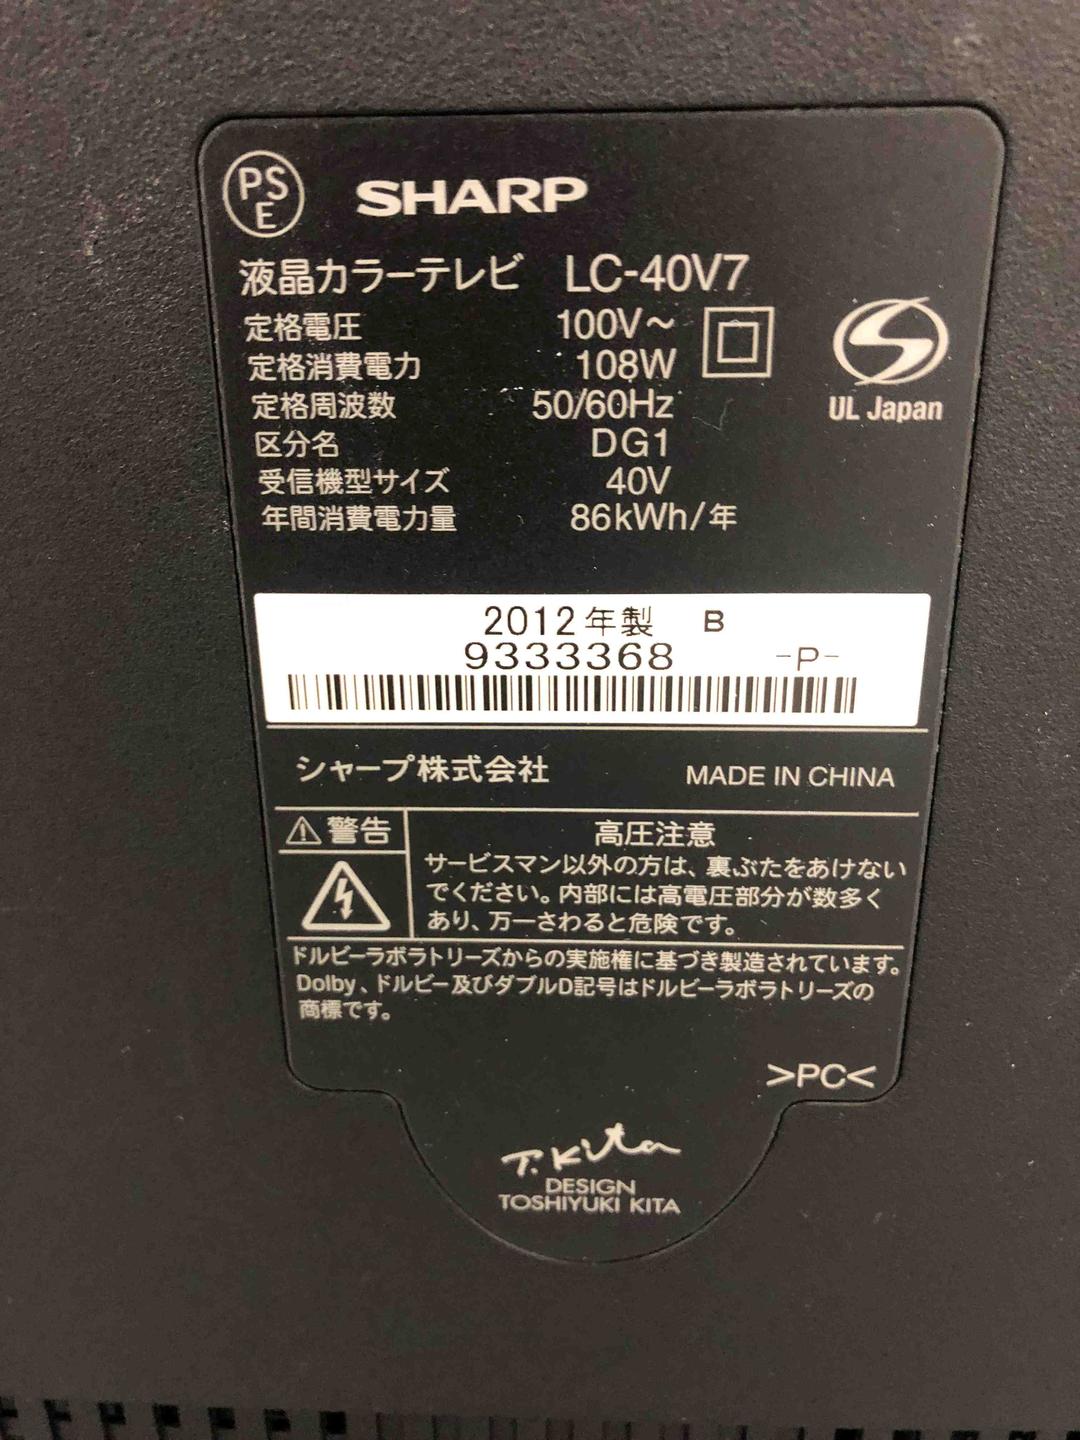 PS
E
SHARP
液晶カラーテレビ LC-40V7
定格電圧 100V~
定格消費電力 108W
定格周波数 50/60Hz
区分名 DG1
受信機型サイズ 40V
年間消費電力量 86kWh/年
UL Japan
2012年製 B
9333368 -P-
シャープ株式会社 MADE IN CHINA
警告
高圧注意
サービスマン以外の方は、裏ぶたをあけない
でください。内部には高電圧部分が数多く
あり、万一さわると危険です。
ドルビーラボラトリーズからの実施権に基づき製造されています。
Dolby、ドルビー及びダブルD記号はドルビーラボラトリーズの
商標です。
>PC<
T. Kita
DESIGN
TOSHIYUKI KITA